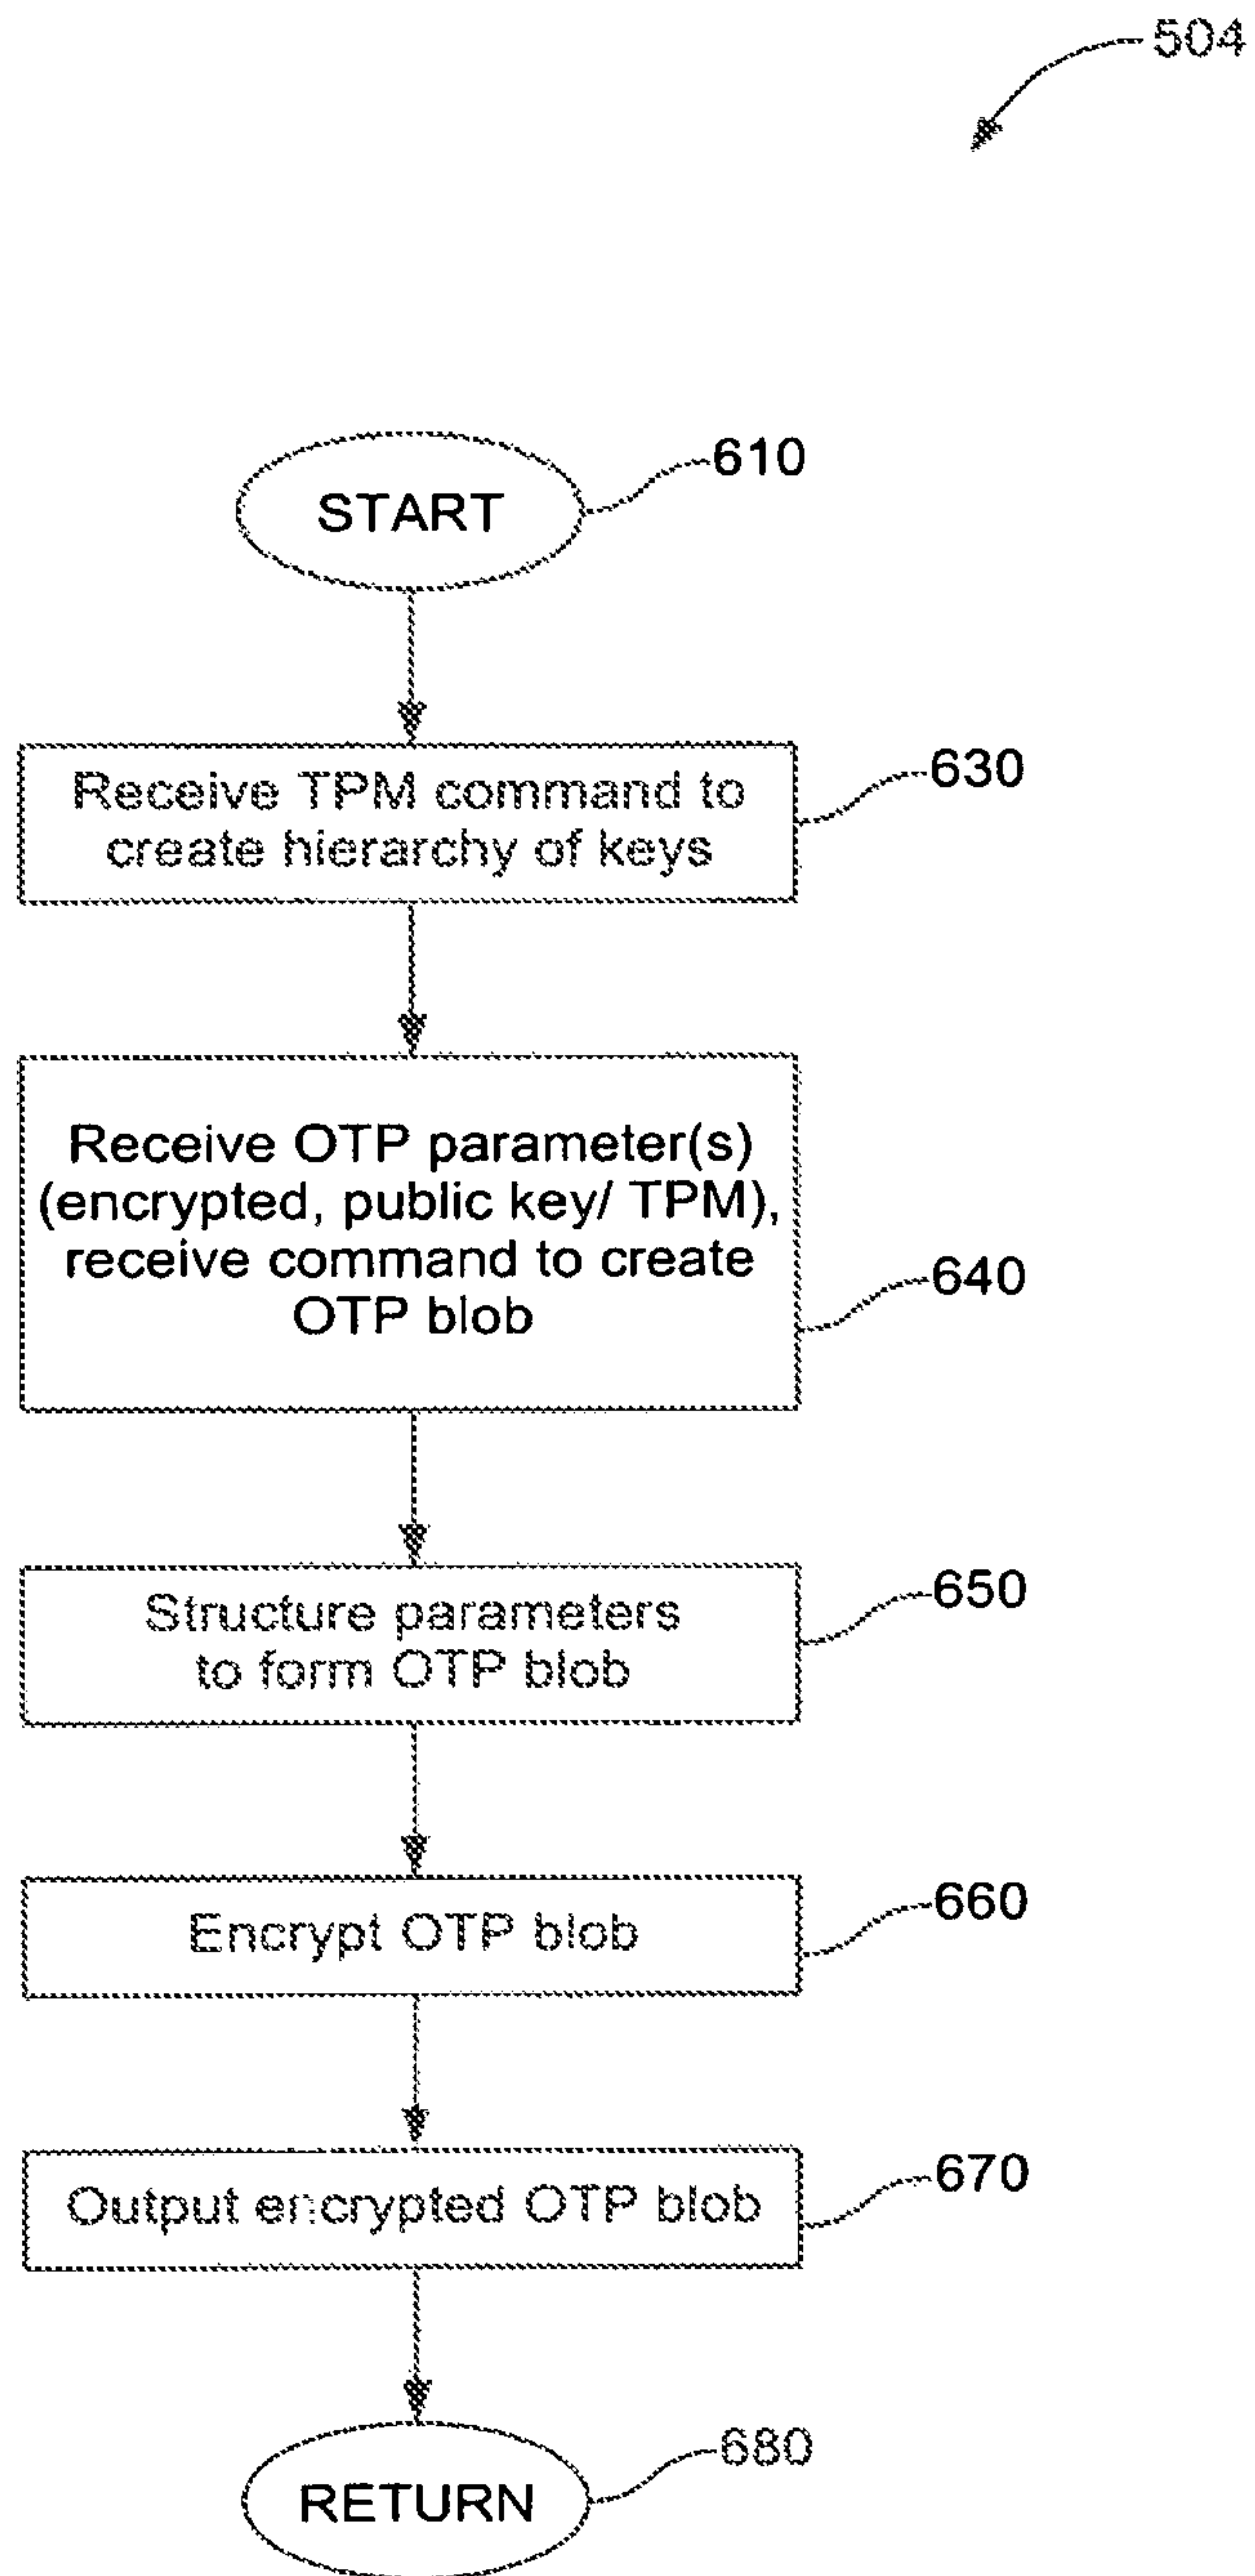 504
START
610
Receive TPM command to
create hierarchy of keys
630
Receive OTP parameter(s)
(encrypted, public key/ TPM),
receive command to create
OTP blob
640
Structure parameters
to form OTP blob
650
Encrypt OTP blob
660
Output encrypted OTP blob
670
RETURN
680